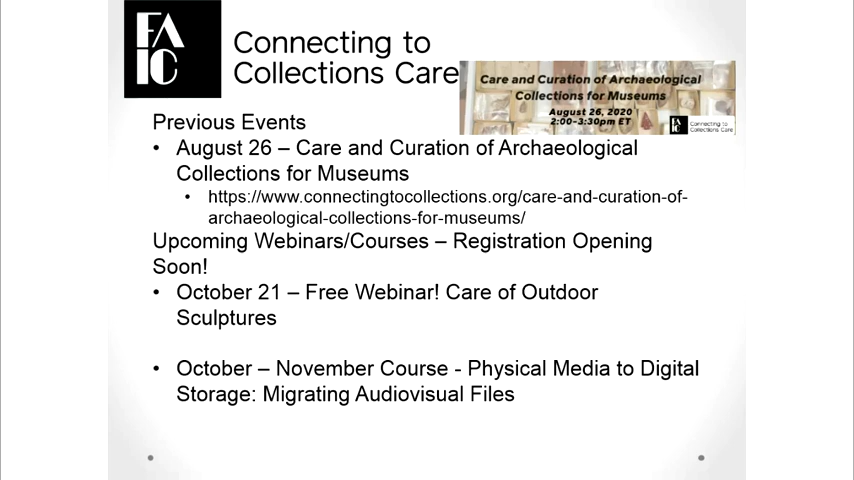 FA
IC
Connecting to
Collections Care
Care and Curation of Archaeological
Collections for Museums
August 26, 2020
2:00-3:30pm ET
FA
IC
Connecting to
Collections Care
Previous Events
• August 26 – Care and Curation of Archaeological
Collections for Museums
• https://www.connectingtocollections.org/care-and-curation-of-
archaeological-collections-for-museums/
Upcoming Webinars/Courses – Registration Opening
Soon!
• October 21 – Free Webinar! Care of Outdoor
Sculptures
• October – November Course - Physical Media to Digital
Storage: Migrating Audiovisual Files